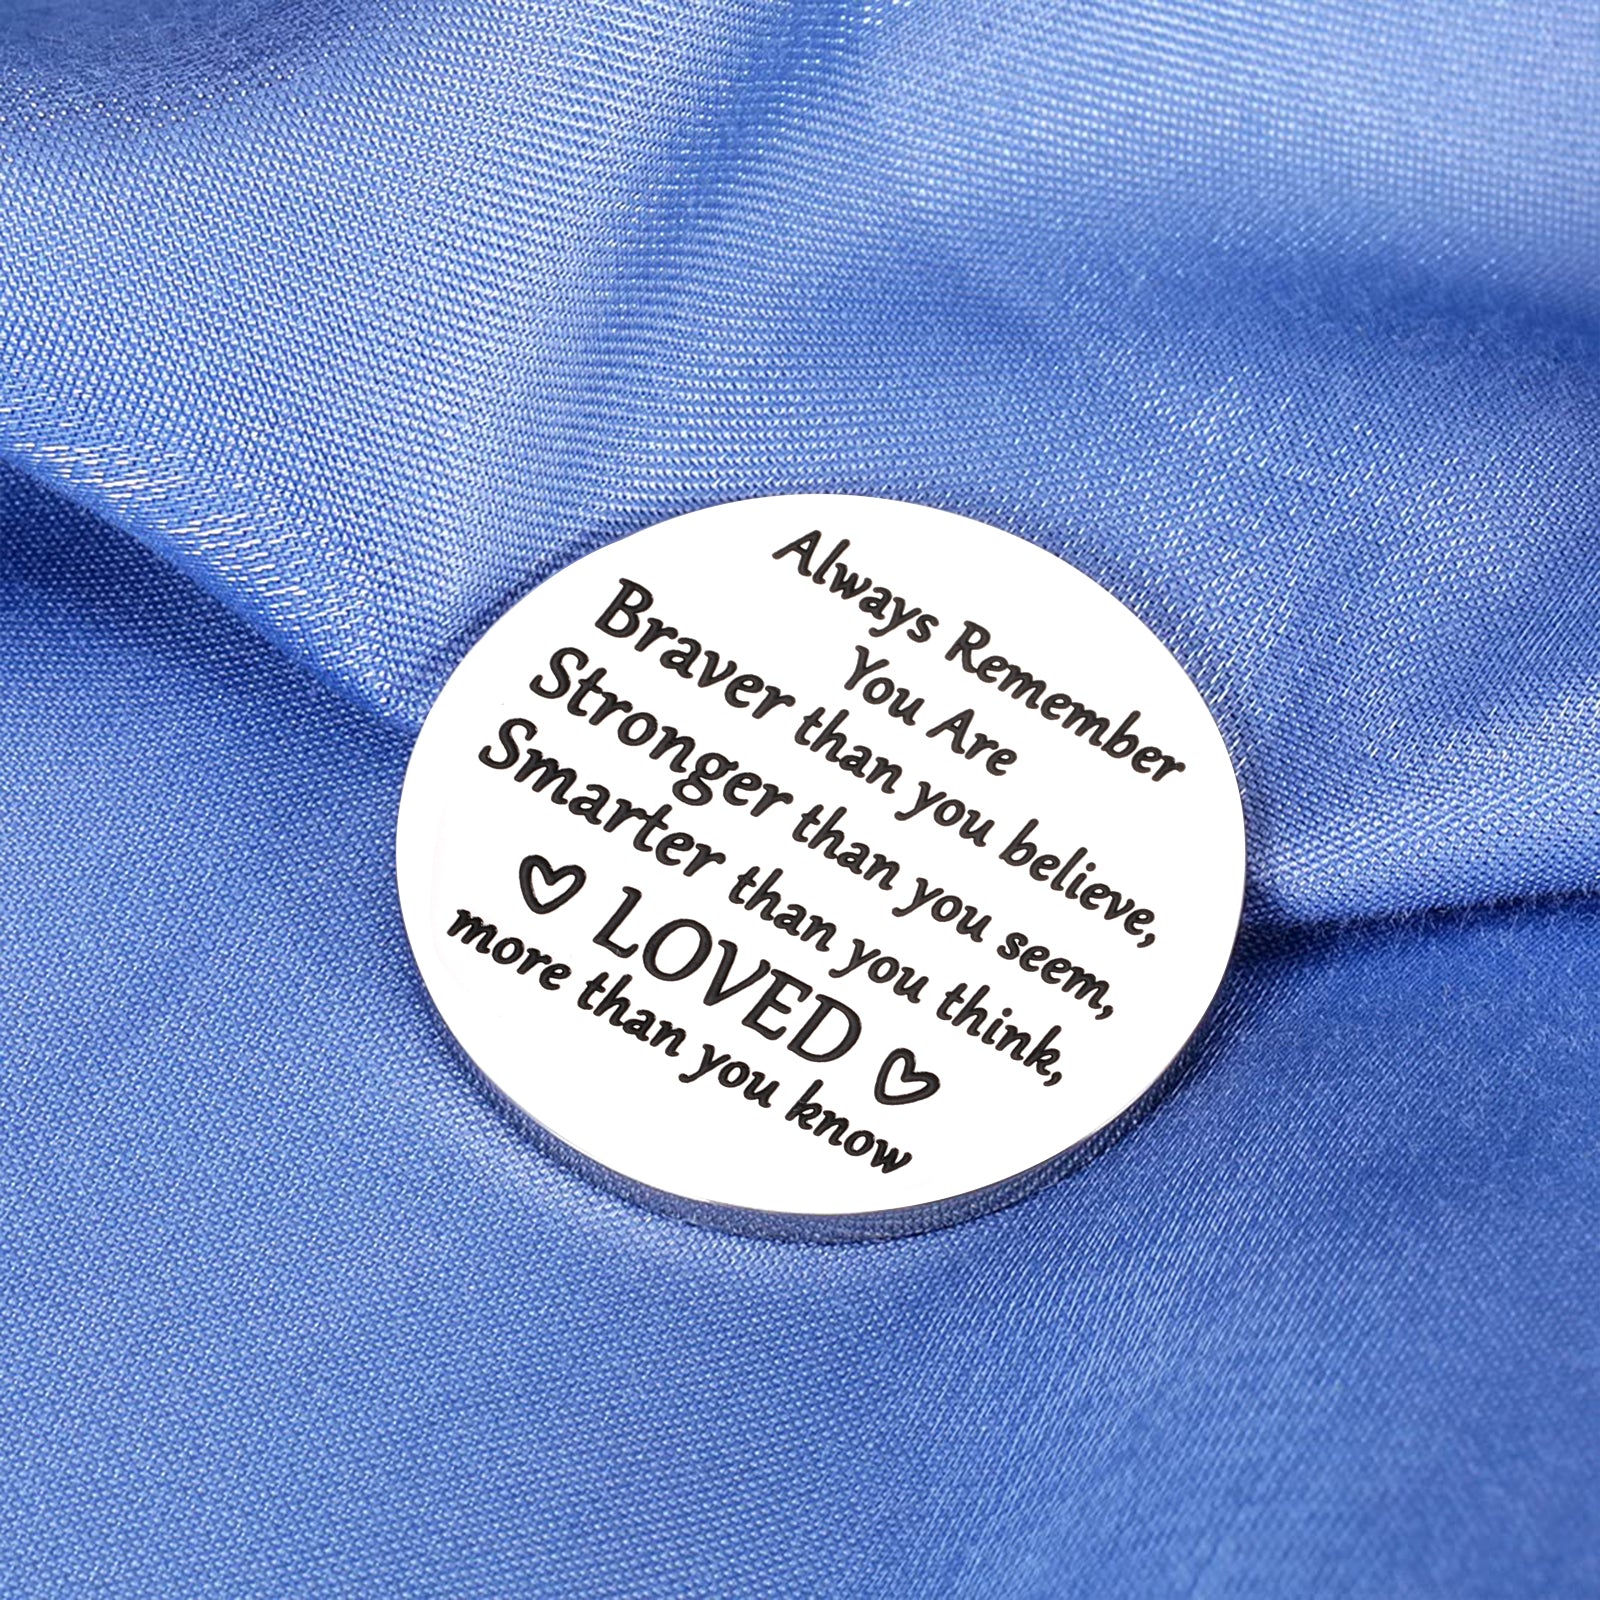 Always Remember
You Are
Braver than you believe,
Stronger than you seem,
Smarter than you think,
♡ LOVED ♡
more than you know